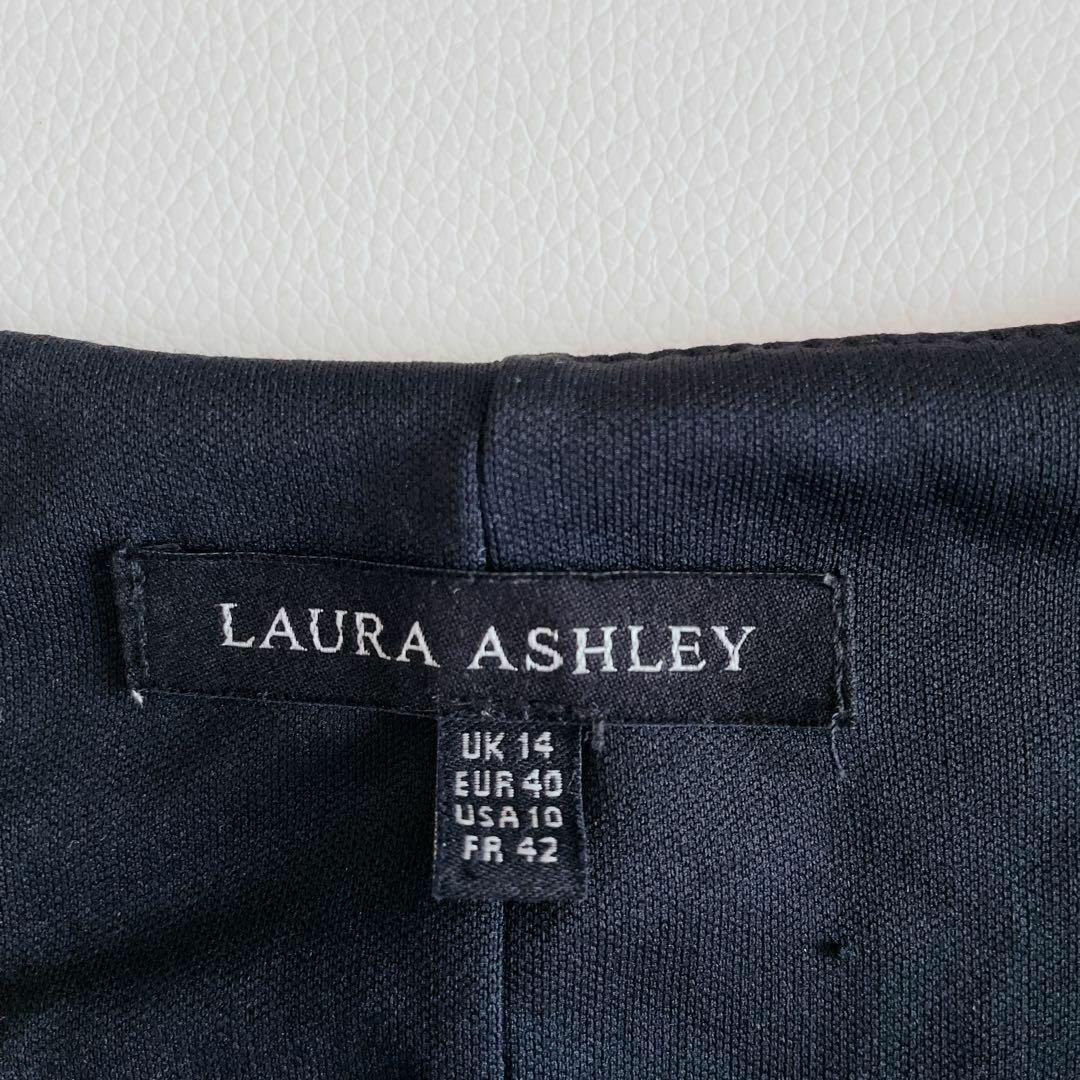 LAURA ASHLEY
UK 14
EUR 40
USA 10
FR 42